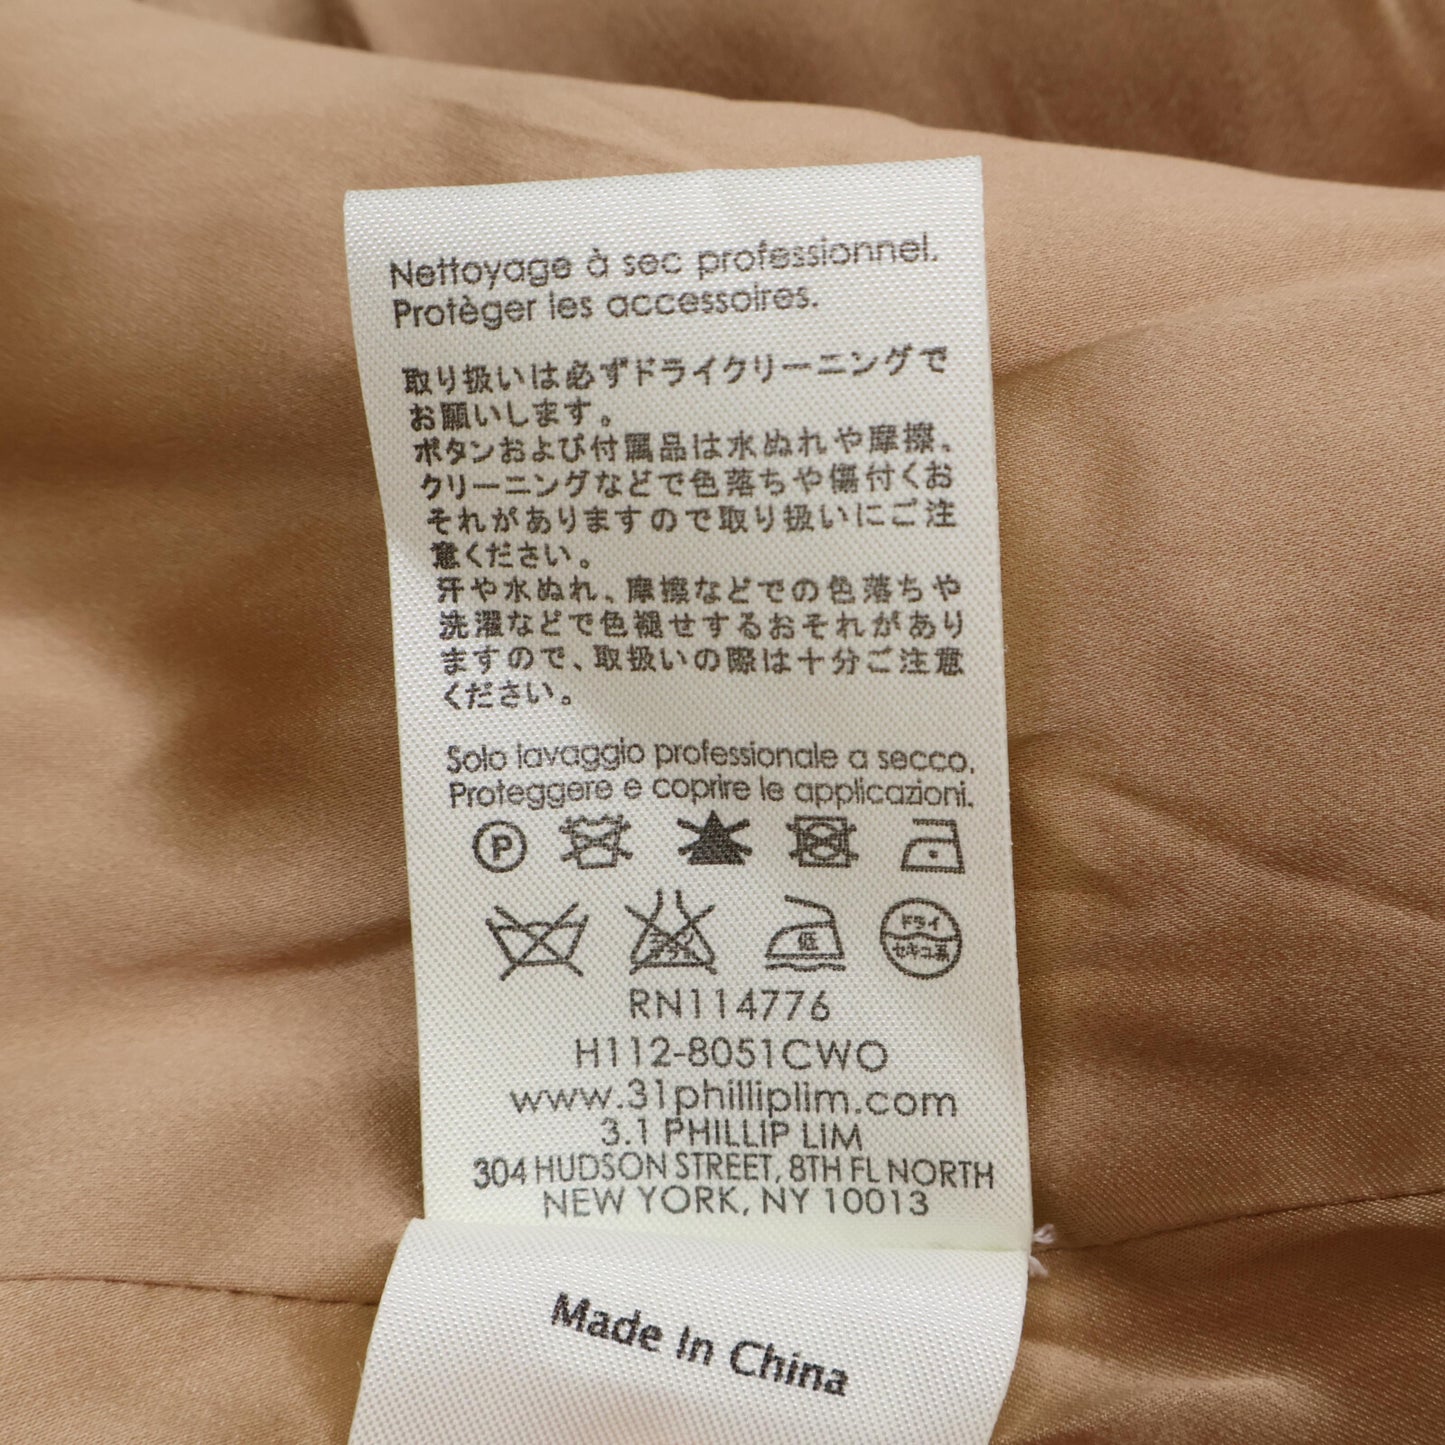 Nettoyage à sec professionnel.
Protèger les accessoires.
取り扱いは必ずドライクリーニングで
お願いします。
ボタンおよび付属品は水ぬれや摩擦、
クリーニングなどで色落ちや傷付くお
それがありますので取り扱いにご注
意ください。
汗や水ぬれ、摩擦などでの色落ちや
洗濯などで色褪せするおそれがあり
ますので、取扱いの際は十分ご注意
ください。
Solo lavaggio professionale a secco.
Proteggere e coprire le applicazioni.
P
エンソ
低
ドライ
セキユ系
RN114776
H112-8051CWO
www.31philliplim.com
3.1 PHILLIP LIM
304 HUDSON STREET, 8TH FL NORTH
NEW YORK, NY 10013
Made In China